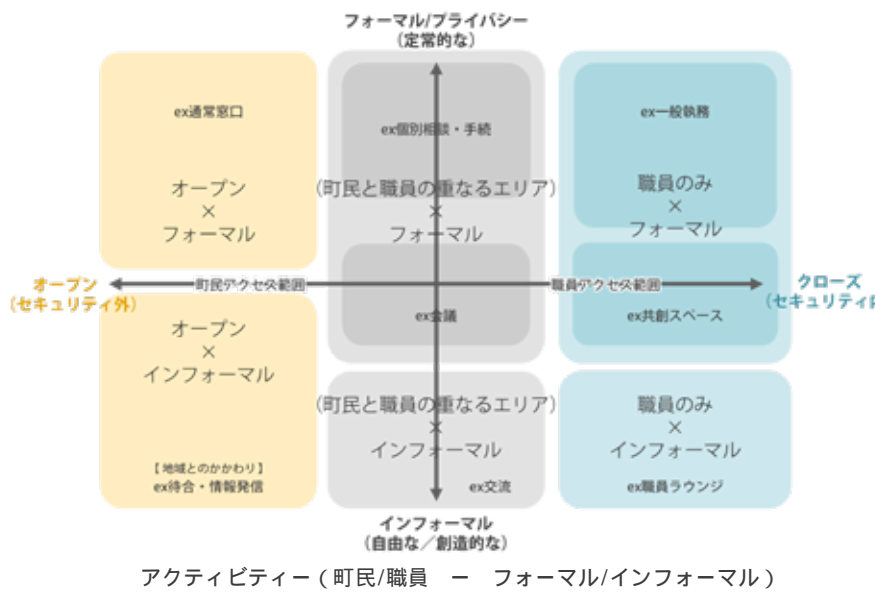 フォーマル/プライバシー
（定常的な）
ex通常窓口
オープン
×
フォーマル
ex個別相談・手続
（町民と職員の重なるエリア）
×
フォーマル
ex一般執務
職員のみ
×
フォーマル
オープン
（セキュリティ外）
町民アクセス範囲
職員アクセス範囲
クローズ
（セキュリティ内
オープン
×
インフォーマル
【地域とのかかわり】
ex待合・情報発信
ex会議
（町民と職員の重なるエリア）
×
インフォーマル
ex交流
ex共創スペース
職員のみ
×
インフォーマル
ex職員ラウンジ
インフォーマル
（自由な／創造的な）
アクティビティー（町民/職員　ー　フォーマル/インフォーマル）